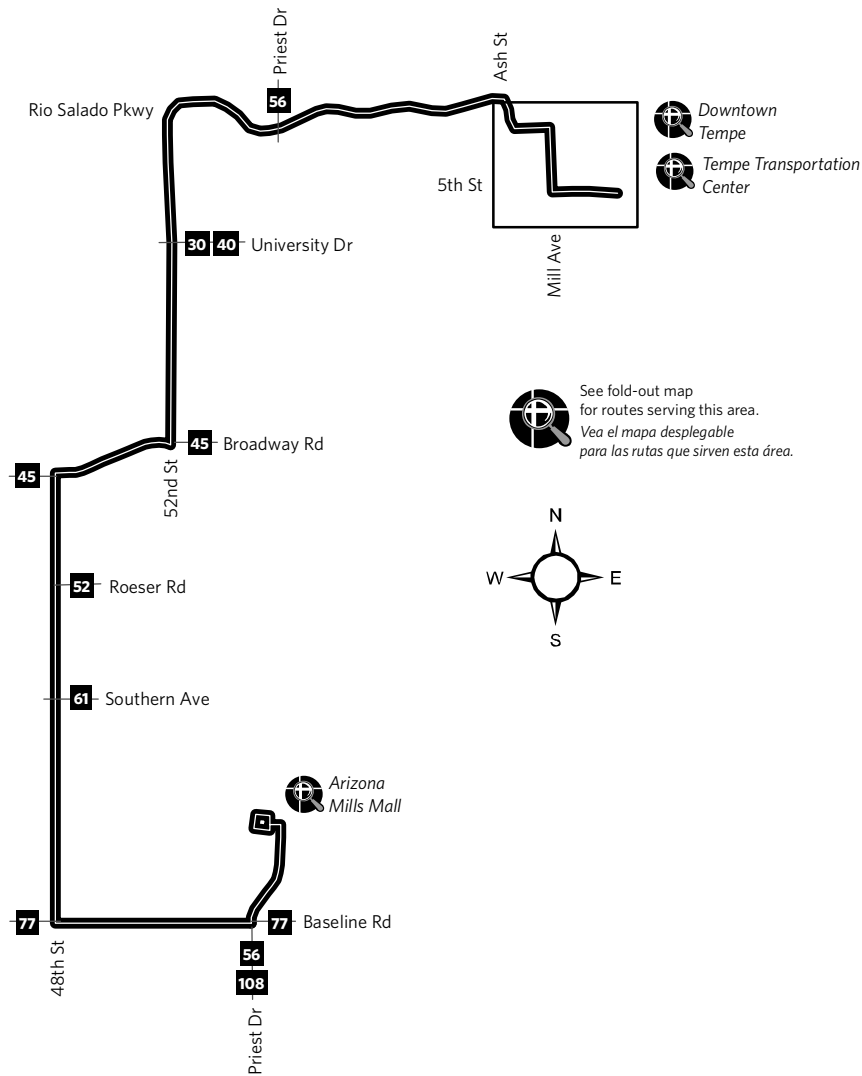 Priest Dr
Ash St
56
Rio Salado Pkwy
Downtown
Tempe
Tempe Transportation
Center
5th St
Mill Ave
30 40 University Dr
See fold-out map
for routes serving this area.
Vea el mapa desplegable
para las rutas que sirven esta área.
45 Broadway Rd
45
52nd St
N
W E
S
52 Roeser Rd
61 Southern Ave
Arizona
Mills Mall
77
77 Baseline Rd
48th St
56
108
Priest Dr